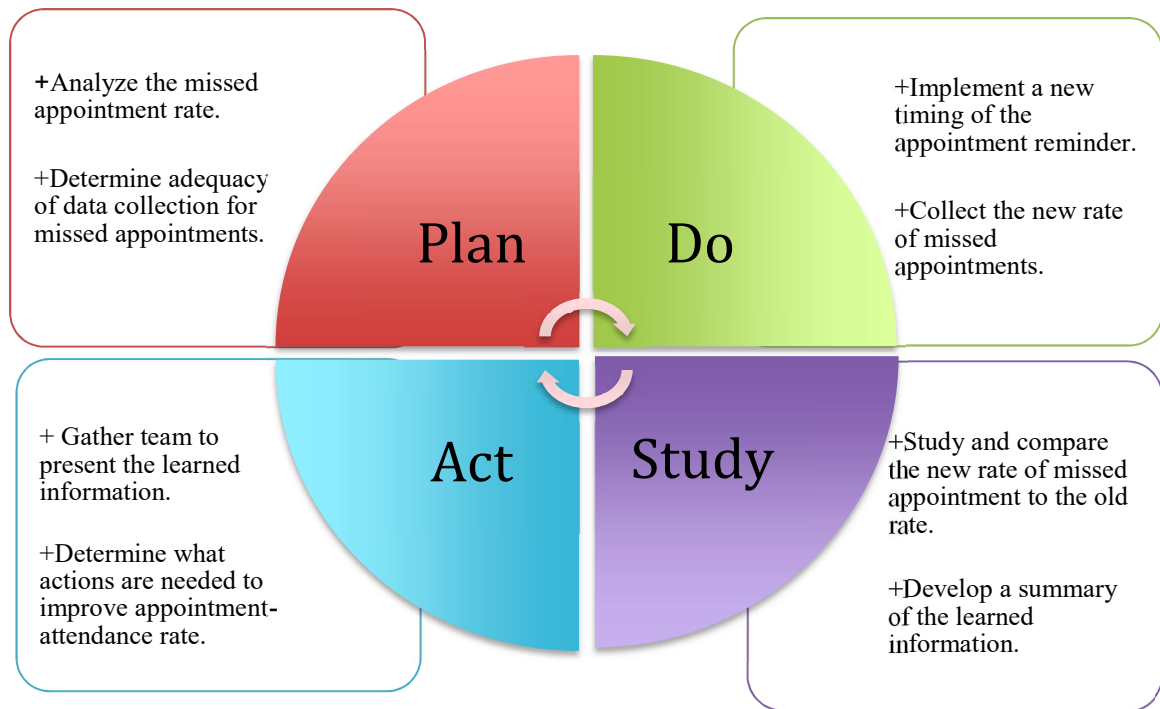 +Analyze the missed
appointment rate.
+Determine adequacy
of data collection for
missed appointments.
Plan
Do
+Implement a new
timing of the
appointment reminder.
+Collect the new rate
of missed
appointments.
+ Gather team to
present the learned
information.
+Determine what
actions are needed to
improve appointment-
attendance rate.
Act
Study
+Study and compare
the new rate of missed
appointment to the old
rate.
+Develop a summary
of the learned
information.